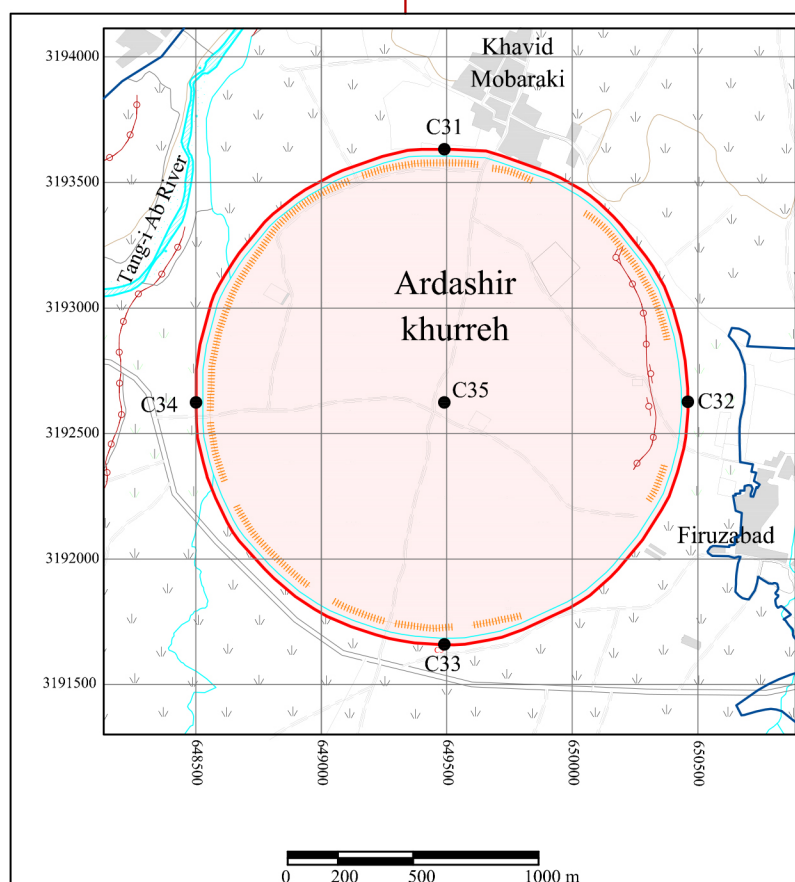 Khavid
Mobaraki
3194000
C31
3193500
Tang-i Ab River
3193000
Ardashir
khurreh
C35
C34
C32
3192500
Firuzabad
3192000
C33
3191500
648500
649000
649500
650000
650500
0 200 500 1000 m